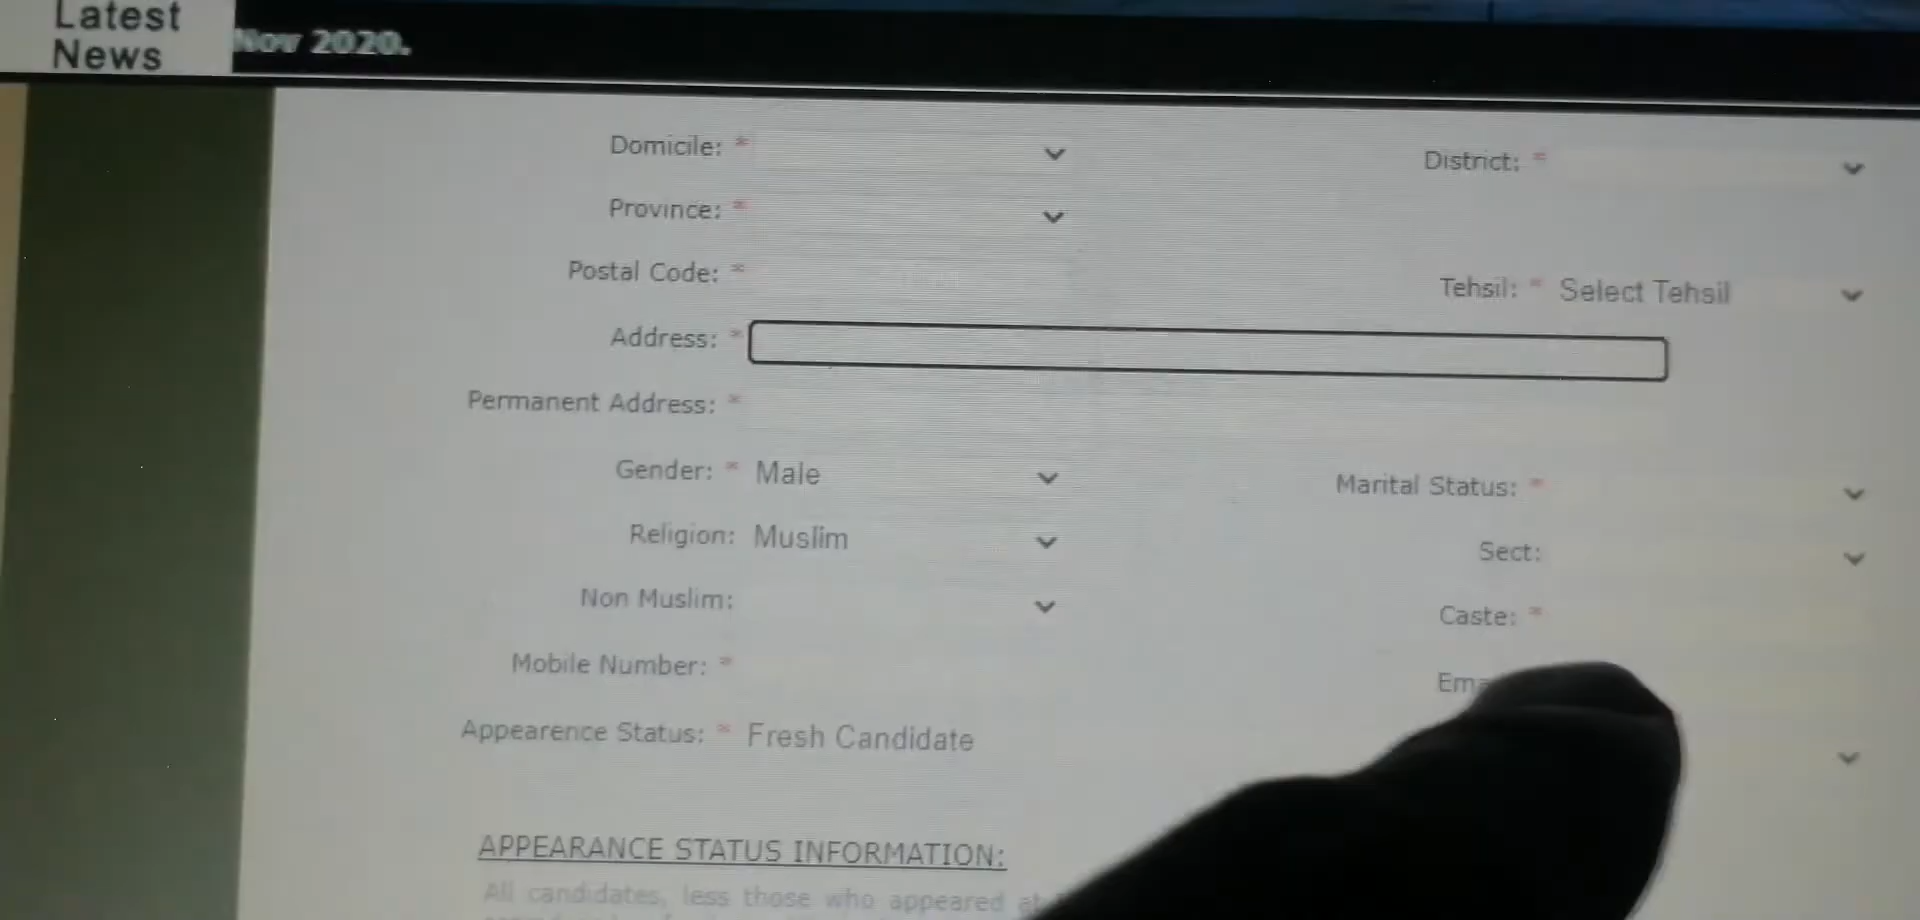 Latest
News
Nov 2020.
Domicile: *
District: *
Province: *
Postal Code: *
Tehsil: * Select Tehsil
Address: *
Permanent Address: *
Gender: * Male
Marital Status: *
Religion: Muslim
Sect:
Non Muslim:
Caste: *
Mobile Number: *
Appearence Status: * Fresh Candidate
APPEARANCE STATUS INFORMATION:
All candidates, less those who appeared at